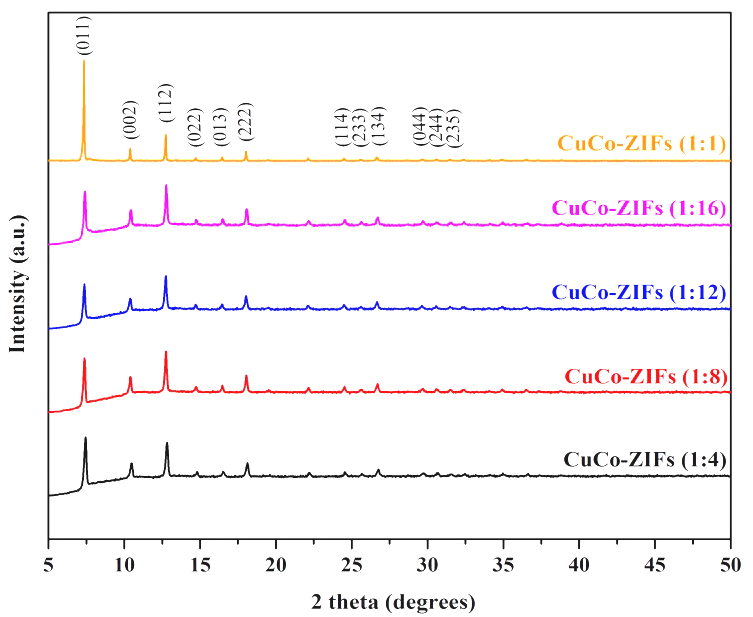 (011)
(002)
(112)
(022)
(013)
(222)
(114)
(233)
(134)
(044)
(244)
(235)
CuCo-ZIFs (1:1)
CuCo-ZIFs (1:16)
CuCo-ZIFs (1:12)
CuCo-ZIFs (1:8)
CuCo-ZIFs (1:4)
Intensity (a.u.)
5 10 15 20 25 30 35 40 45 50
2 theta (degrees)